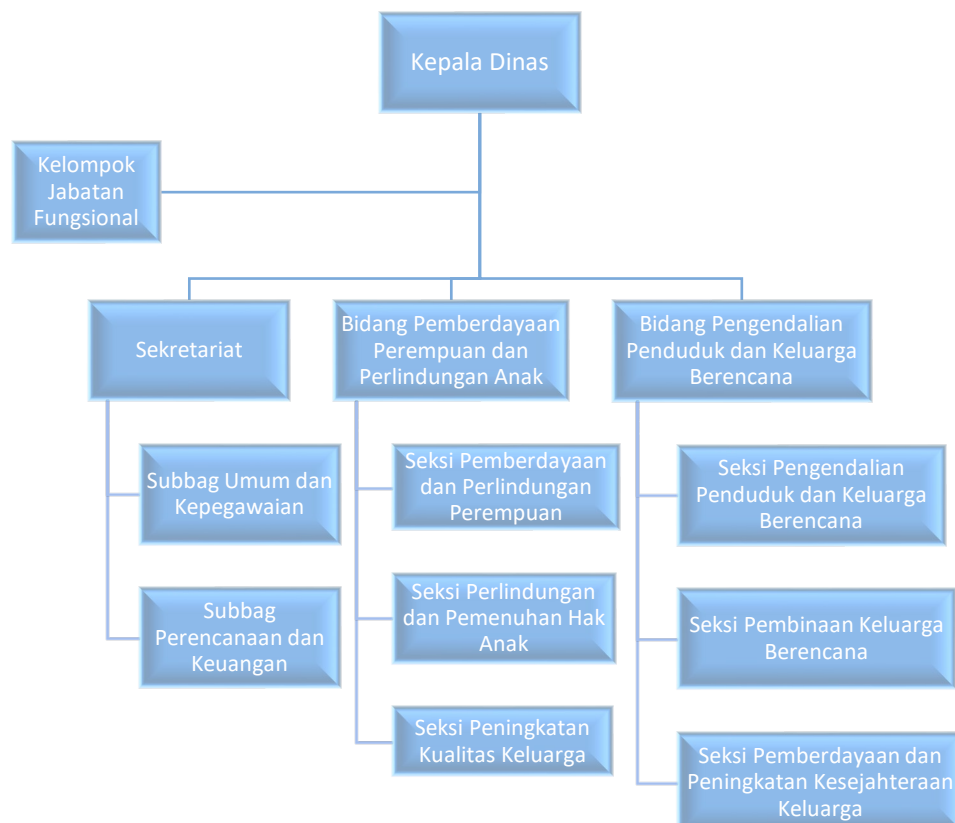 Kepala Dinas
Kelompok
Jabatan
Fungsional
Sekretariat
Bidang Pemberdayaan
Perempuan dan
Perlindungan Anak
Bidang Pengendalian
Penduduk dan Keluarga
Berencana
Subbag Umum dan
Kepegawaian
Subbag
Perencanaan dan
Keuangan
Seksi Pemberdayaan
dan Perlindungan
Perempuan
Seksi Perlindungan
dan Pemenuhan Hak
Anak
Seksi Peningkatan
Kualitas Keluarga
Seksi Pengendalian
Penduduk dan Keluarga
Berencana
Seksi Pembinaan Keluarga
Berencana
Seksi Pemberdayaan dan
Peningkatan Kesejahteraan
Keluarga